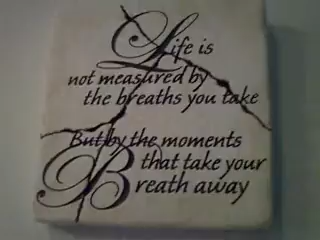 Life is
not measured by
the breaths you take
But by the moments
that take your
Breath away